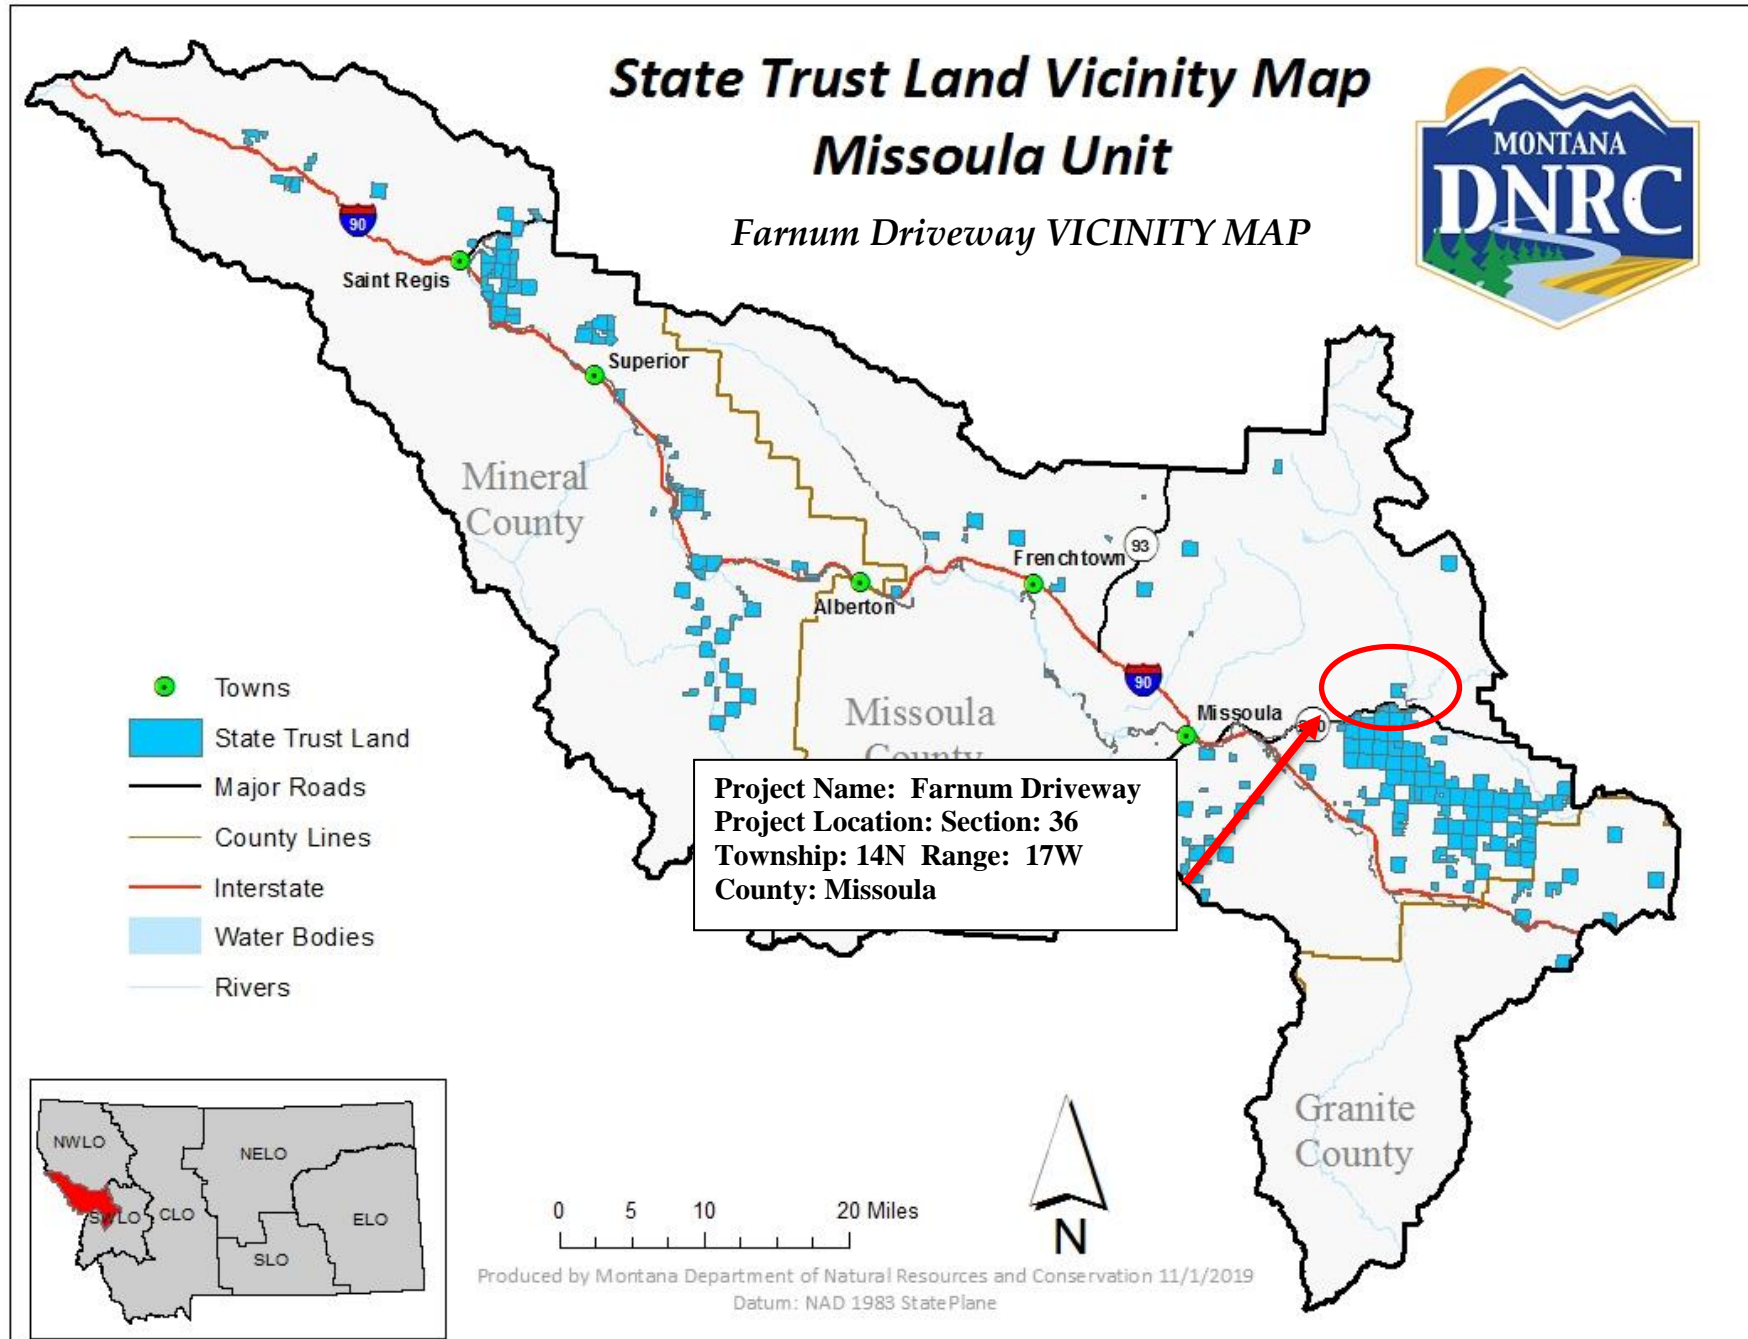 State Trust Land Vicinity Map
Missoula Unit
Farnum Driveway VICINITY MAP
MONTANA
DNRC
90
Saint Regis
Superior
Mineral
County
Frenchtown
93
Alberton
90
Missoula
Missoula
Project Name: Farnum Driveway
Project Location: Section: 36
Township: 14N Range: 17W
County: Missoula
Towns
State Trust Land
Major Roads
County Lines
Interstate
Water Bodies
Rivers
Granite
County
NWLO
NELO
SWLO
CLO
ELO
SLO
0 5 10 20 Miles
N
Produced by Montana Department of Natural Resources and Conservation 11/1/2019
Datum: NAD 1983 StatePlane